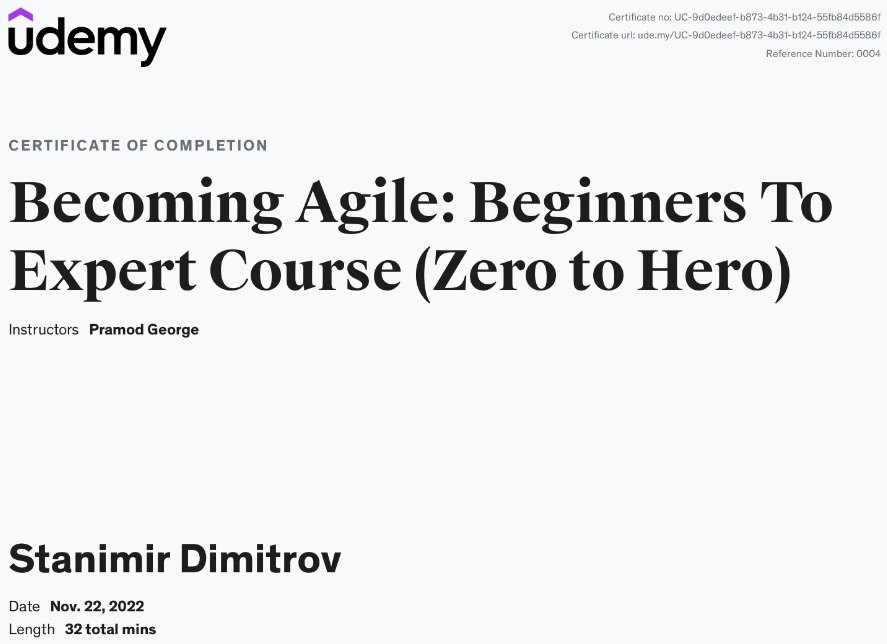 udemy
Certificate no: UC-9d0edeef-b873-4b31-b124-55fb84d5586f
Certificate url: ude.my/UC-9d0edeef-b873-4b31-b124-55fb84d5586f
Reference Number: 0004
CERTIFICATE OF COMPLETION
Becoming Agile: Beginners To
Expert Course (Zero to Hero)
Instructors Pramod George
Stanimir Dimitrov
Date Nov. 22, 2022
Length 32 total mins